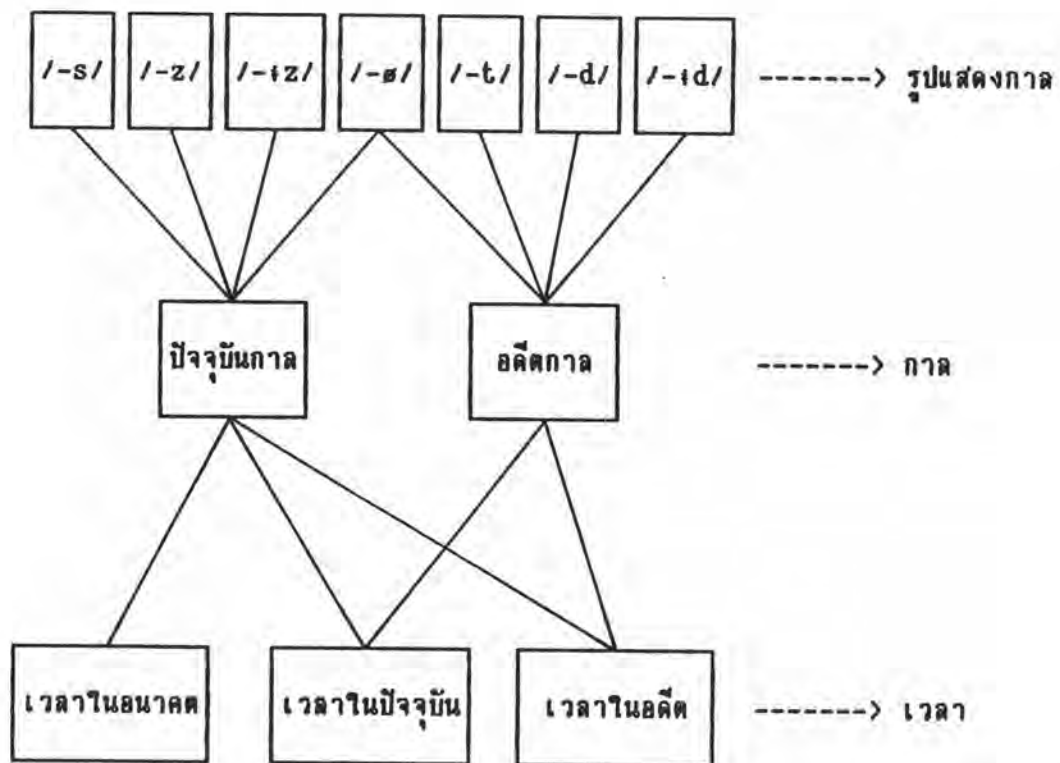 /-s/ /-z/ /-ɨz/ /-ø/ /-t/ /-d/ /-ɨd/ -------> รูปแสดงกาล
ปัจจุบันกาล อดีตกาล -------> กาล
เวลาในอนาคต เวลาในปัจจุบัน เวลาในอดีต -------> เวลา